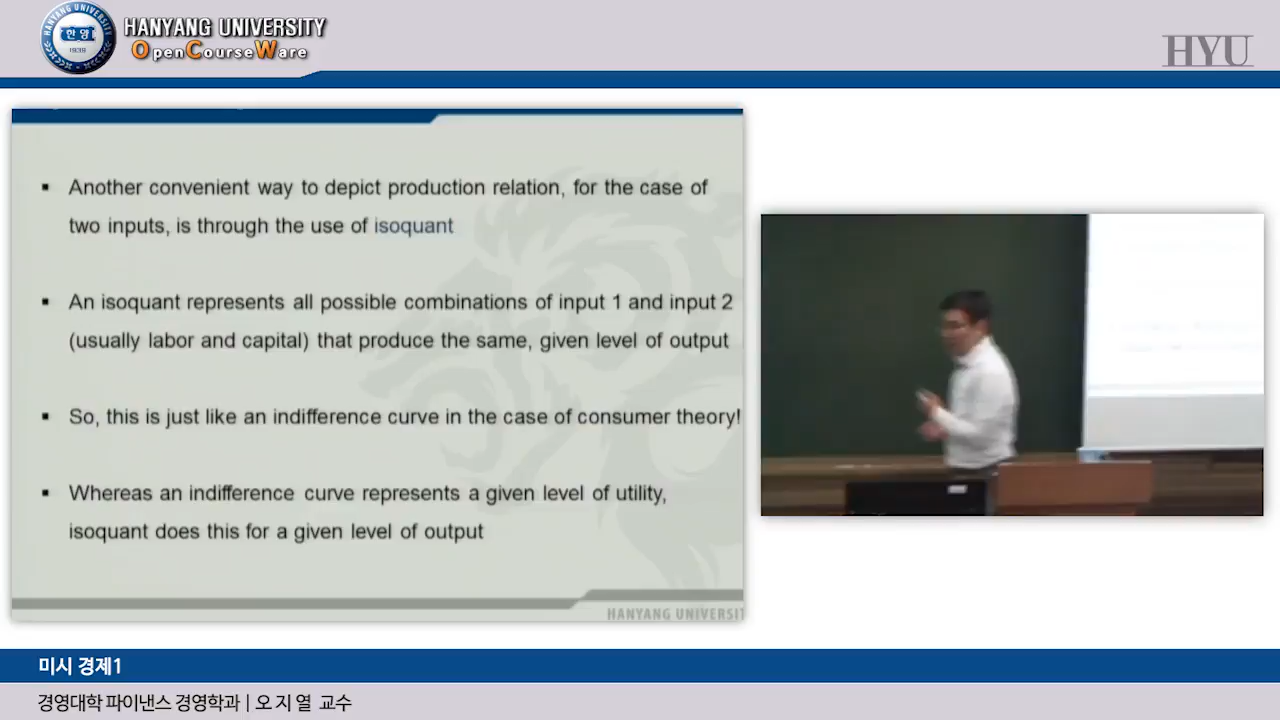 HANYANG UNIVERSITY
OpenCourseWare
HANYANG UNIVERSITY
한양
1939
HYU
Another convenient way to depict production relation, for the case of
two inputs, is through the use of isoquant
An isoquant represents all possible combinations of input 1 and input 2
(usually labor and capital) that produce the same, given level of output
So, this is just like an indifference curve in the case of consumer theory!
Whereas an indifference curve represents a given level of utility,
isoquant does this for a given level of output
HANYANG UNIVERSIT
미시 경제1
경영대학 파이낸스 경영학과 | 오 지 열 교수